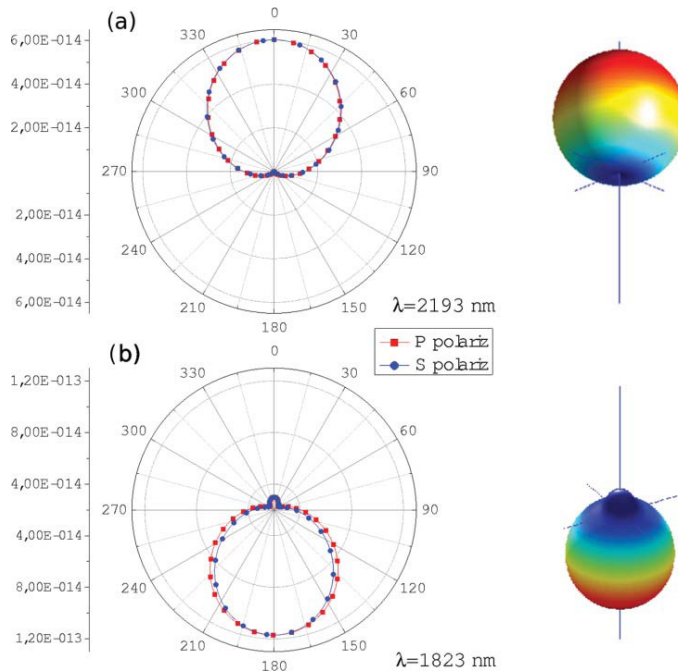 (a)
0
330
30
300
60
270
90
240
120
210
150
180
6,00E-014
4,00E-014
2,00E-014
2,00E-014
4,00E-014
6,00E-014
λ=2193 nm
P polariz
S polariz
(b)
0
330
30
300
60
270
90
240
120
210
150
180
1,20E-013
8,00E-014
4,00E-014
4,00E-014
8,00E-014
1,20E-013
λ=1823 nm